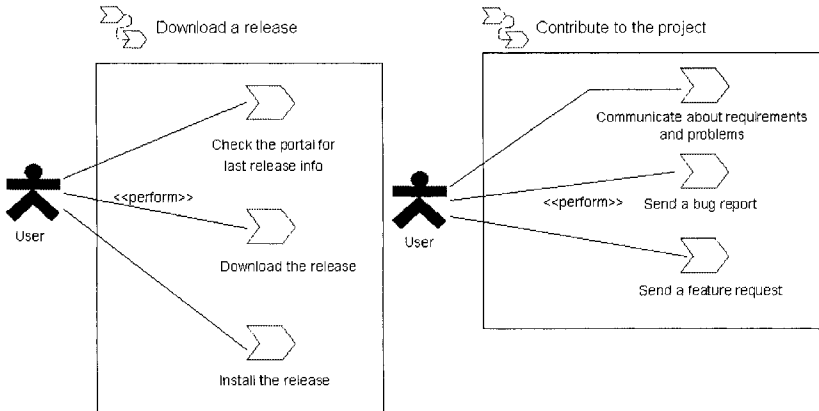 Download a release
Check the portal for
last release info
<<perform>>
User
Download the release
Install the release
Contribute to the project
Communicate about requirements
and problems
<<perform>>
Send a bug report
User
Send a feature request